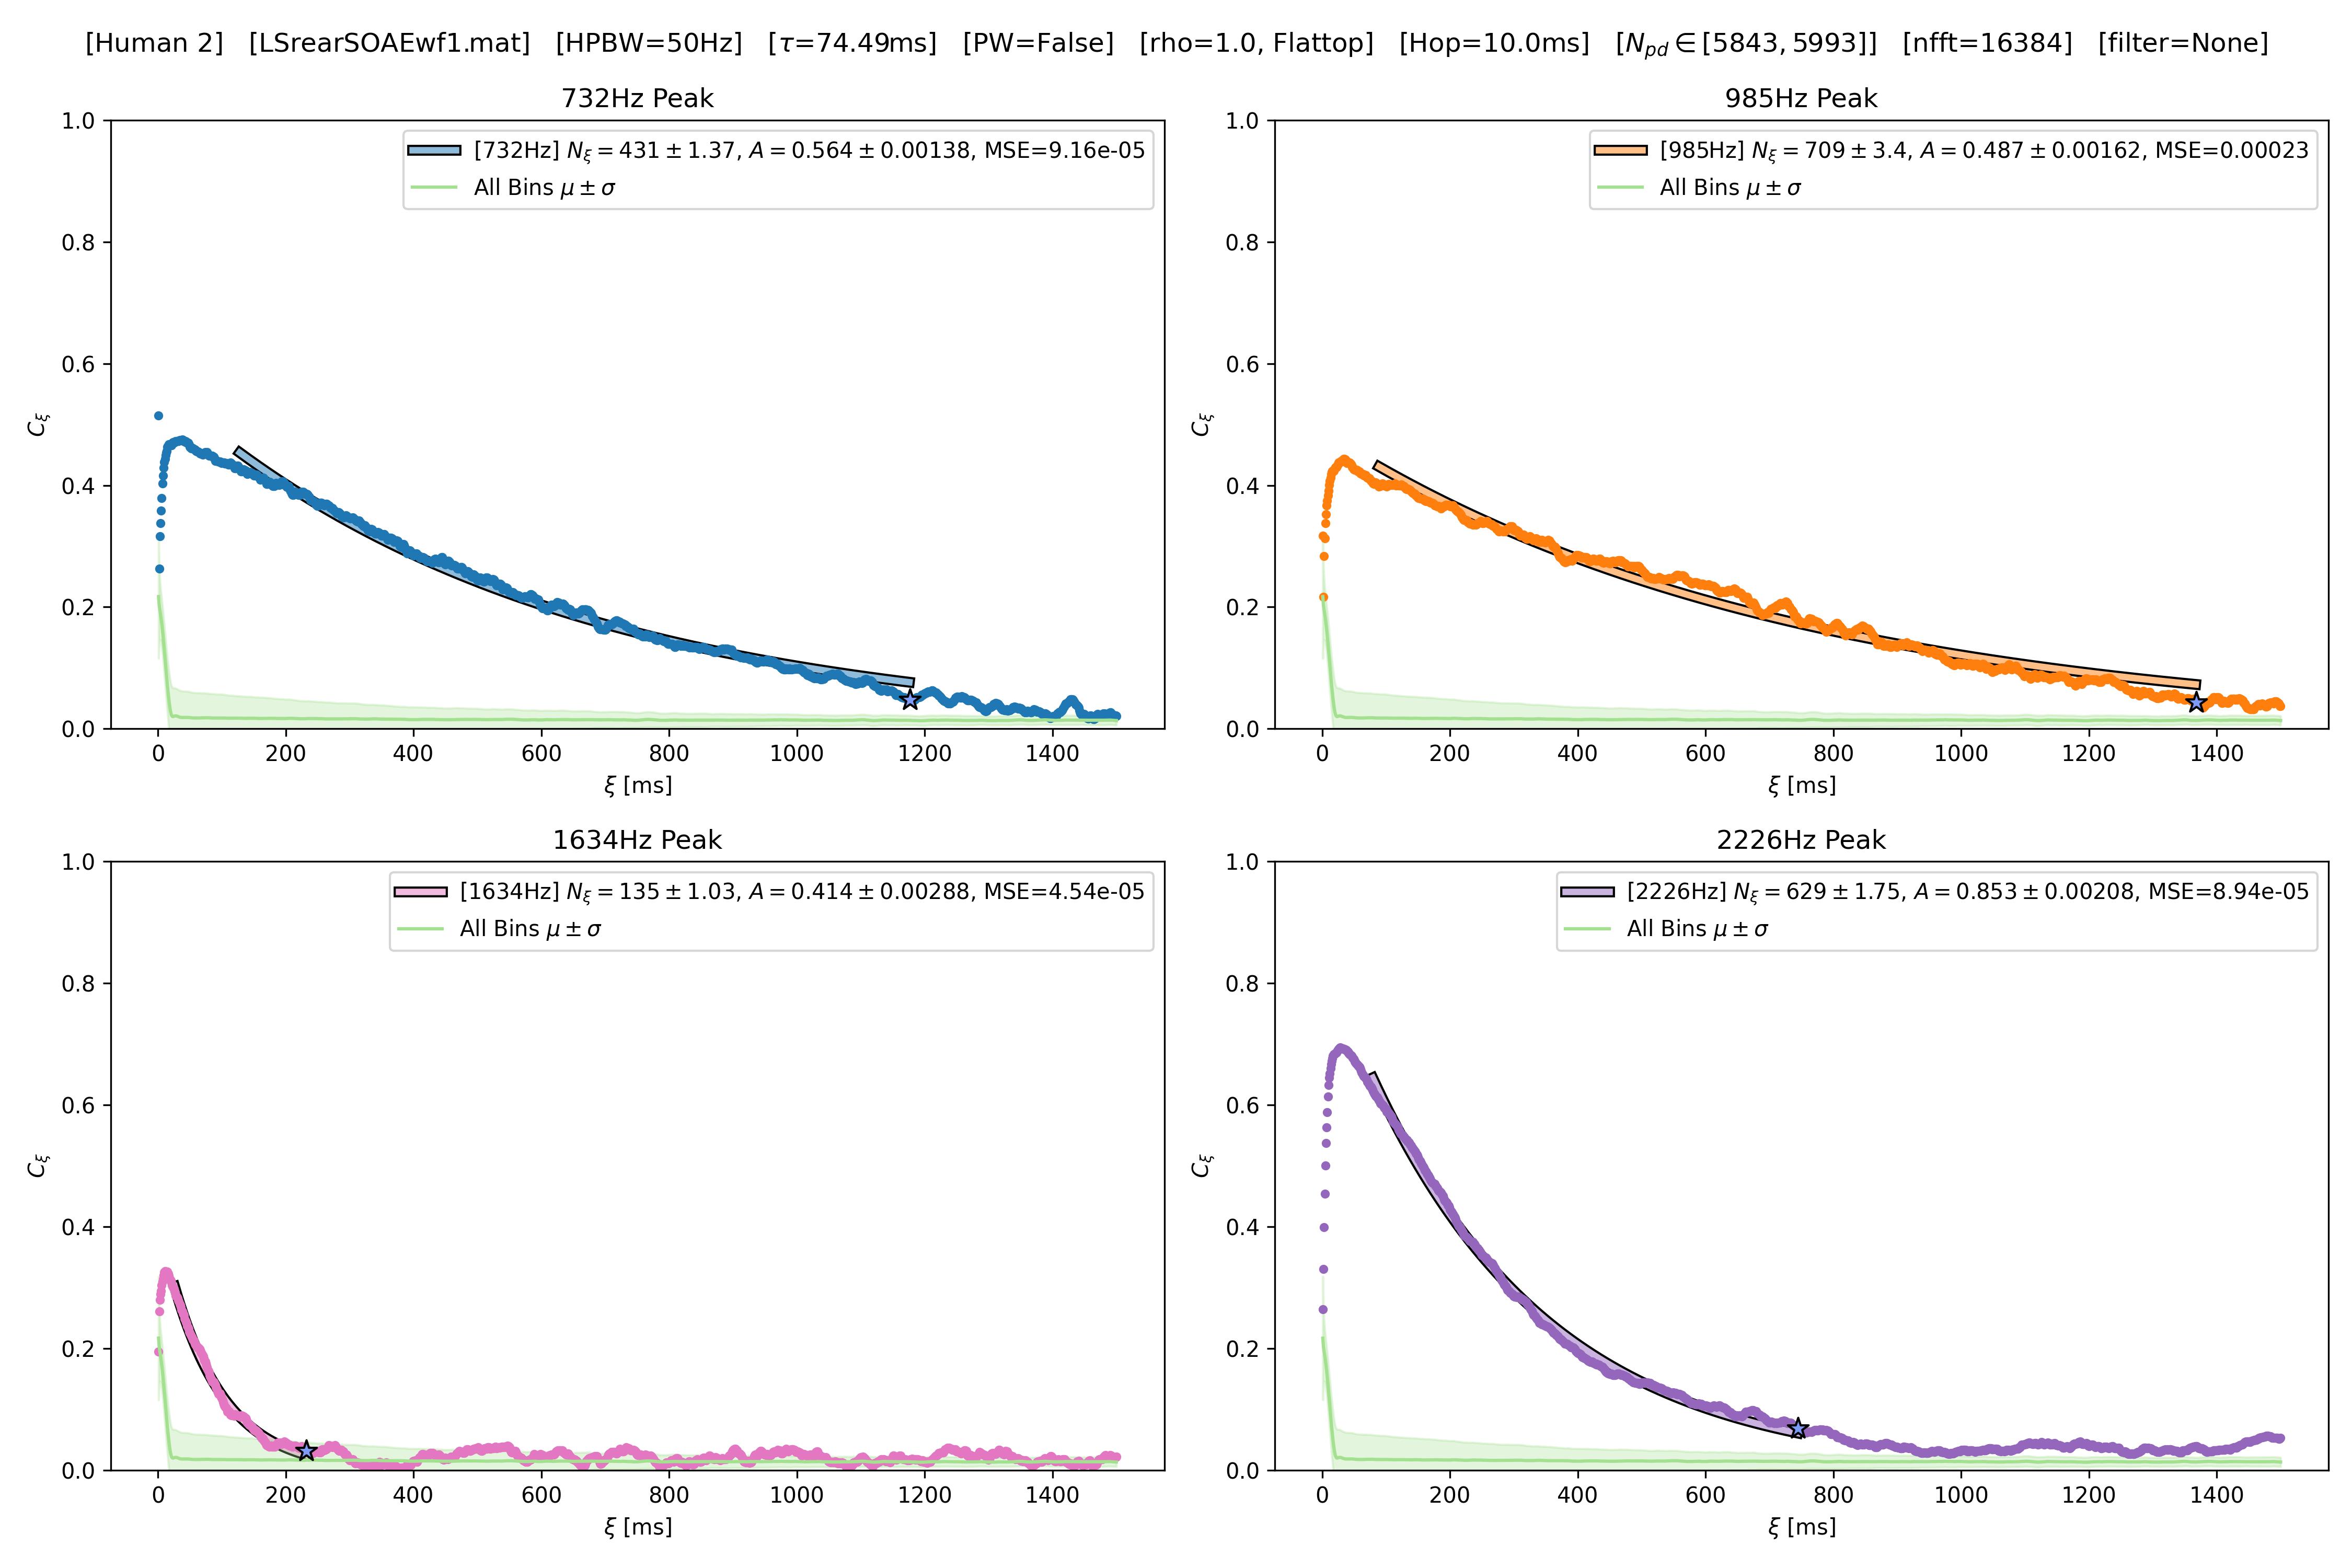 [Human 2] [LSrearSOAEwf1.mat] [HPBW=50Hz] [τ=74.49ms] [PW=False] [rho=1.0, Flattop] [Hop=10.0ms] [N_{pd} ∈ [5843, 5993]] [nfft=16384] [filter=None]
732Hz Peak
1.0
0.8
0.6
0.4
0.2
0.0
C_ξ
[732Hz] N_ξ = 431 ± 1.37, A = 0.564 ± 0.00138, MSE=9.16e-05
All Bins μ ± σ
0 200 400 600 800 1000 1200 1400
ξ [ms]
985Hz Peak
1.0
0.8
0.6
0.4
0.2
0.0
C_ξ
[985Hz] N_ξ = 709 ± 3.4, A = 0.487 ± 0.00162, MSE=0.00023
All Bins μ ± σ
0 200 400 600 800 1000 1200 1400
ξ [ms]
1634Hz Peak
1.0
0.8
0.6
0.4
0.2
0.0
C_ξ
[1634Hz] N_ξ = 135 ± 1.03, A = 0.414 ± 0.00288, MSE=4.54e-05
All Bins μ ± σ
0 200 400 600 800 1000 1200 1400
ξ [ms]
2226Hz Peak
1.0
0.8
0.6
0.4
0.2
0.0
C_ξ
[2226Hz] N_ξ = 629 ± 1.75, A = 0.853 ± 0.00208, MSE=8.94e-05
All Bins μ ± σ
0 200 400 600 800 1000 1200 1400
ξ [ms]